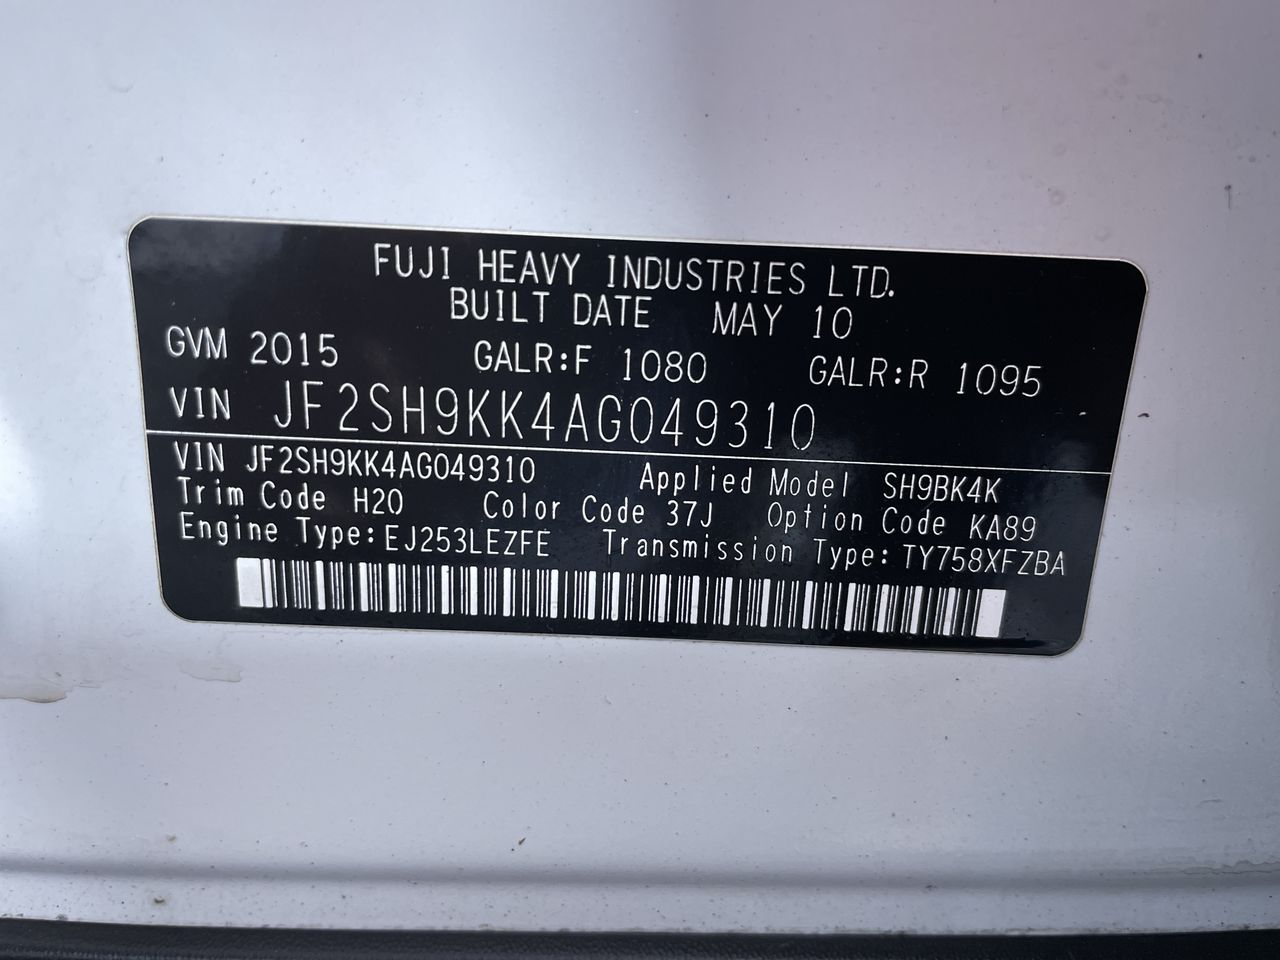 FUJI HEAVY INDUSTRIES LTD.
BUILT DATE MAY 10
GVM 2015 GALR:F 1080 GALR:R 1095
VIN JF2SH9KK4AG049310
VIN JF2SH9KK4AG049310 Applied Model SH9BK4K
Trim Code H20 Color Code 37J Option Code KA89
Engine Type:EJ253LEZFE Transmission Type:TY758XFZBA